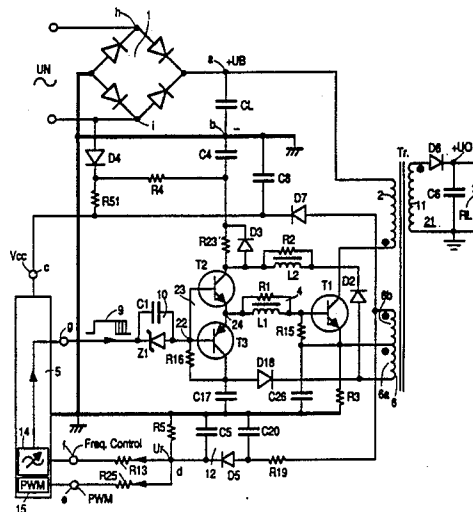 h
1
a +UB
UN
CL
i
b -
D4
C4
R4
C8
D7
R51
Tr.
D6
+UO
2
11
C6
RL
21
Vcc
c
R23'
D3
R2
L2
D2
T2
C1
10
23
R1
4
T1
9
g
22
24
L1
6b
Z1
R16
T3
R15
5
D18
6a
6
C17
C26
R3
14
f
Freq. Control
R5
Ur
C5
C20
R13
d
12
D5
R19
R25
PWM
e
PWM
15